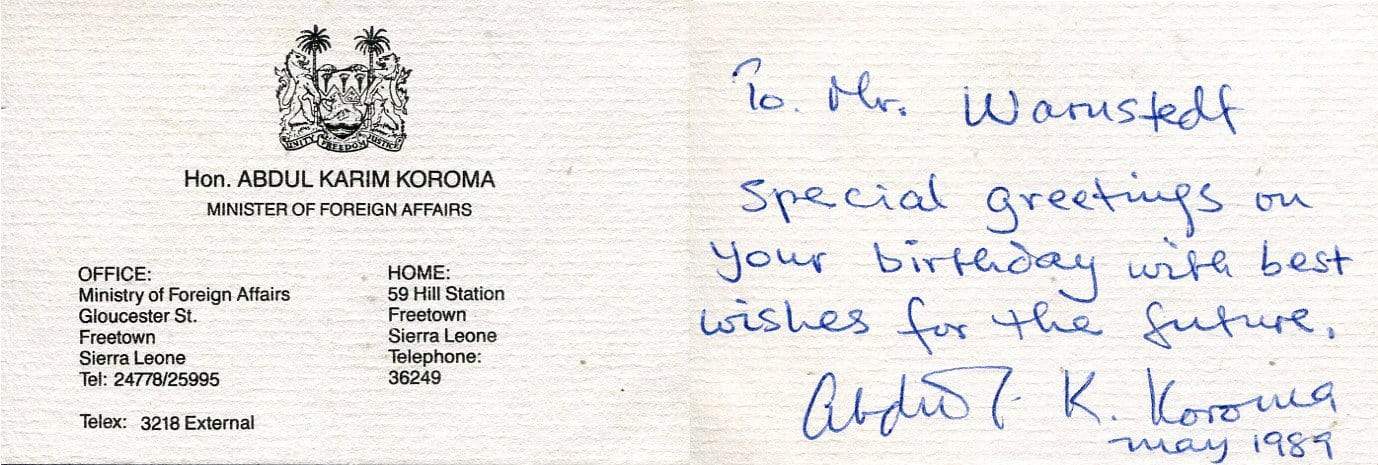 UNITY FREEDOM JUSTICE
Hon. ABDUL KARIM KOROMA
MINISTER OF FOREIGN AFFAIRS
OFFICE:
Ministry of Foreign Affairs
Gloucester St.
Freetown
Sierra Leone
Tel: 24778/25995
Telex: 3218 External
HOME:
59 Hill Station
Freetown
Sierra Leone
Telephone:
36249
To. Mr. Warnstedt
Special greetings on
your birthday with best
wishes for the future.
Abdul K. Koroma
May 1989